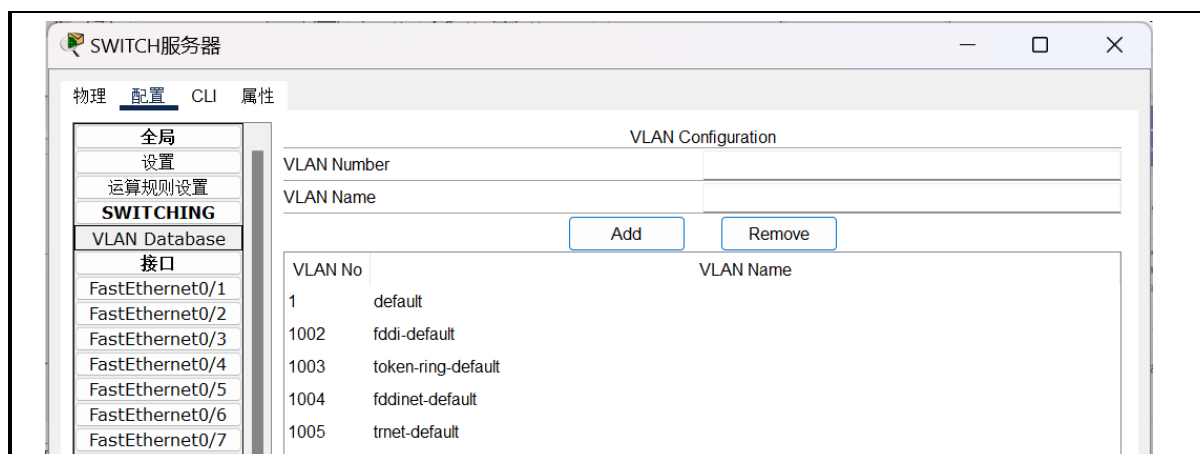 SWITCH服务器
物理 配置 CLI 属性
全局
设置
运算规则设置
SWITCHING
VLAN Database
接口
FastEthernet0/1
FastEthernet0/2
FastEthernet0/3
FastEthernet0/4
FastEthernet0/5
FastEthernet0/6
FastEthernet0/7
VLAN Configuration
VLAN Number
VLAN Name
Add Remove
VLAN No VLAN Name
1 default
1002 fddi-default
1003 token-ring-default
1004 fddinet-default
1005 trnet-default